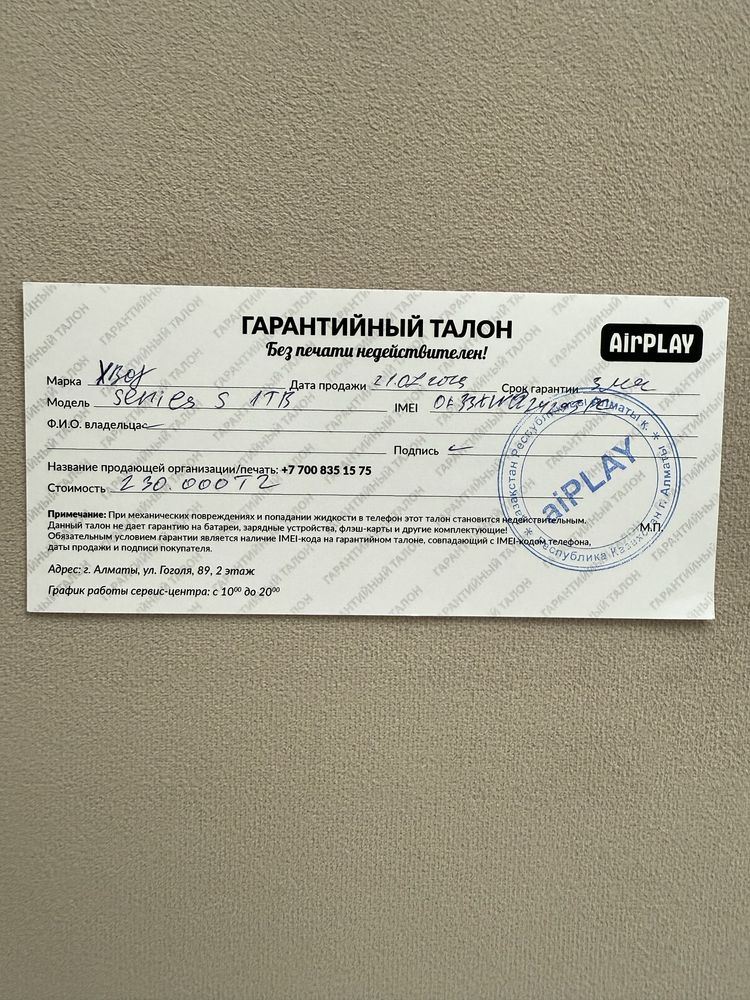 ГАРАНТИЙНЫЙ ТАЛОН
Без печати недействителен!
AirPLAY
Марка XBOX Дата продажи Срок гарантии 3
Модель Series S 1TB IMEI
Ф.И.О. владельца
Подпись
Название продающей организации/печать: +7 700 835 15 75
Стоимость 230.000
aiPLAY
Примечание: При механических повреждениях и попадании жидкости в телефон этот талон становится недействительным.
Данный талон не дает гарантию на батареи, зарядные устройства, флэш-карты и другие комплектующие!
Обязательным условием гарантии является наличие IMEI-кода на гарантийном талоне, совпадающий с IMEI-кодом телефона,
даты продажи и подписи покупателя.
М.П.
Адрес: г. Алматы, ул. Гоголя, 89, 2 этаж
График работы сервис-центра: с 10⁰⁰ до 20⁰⁰